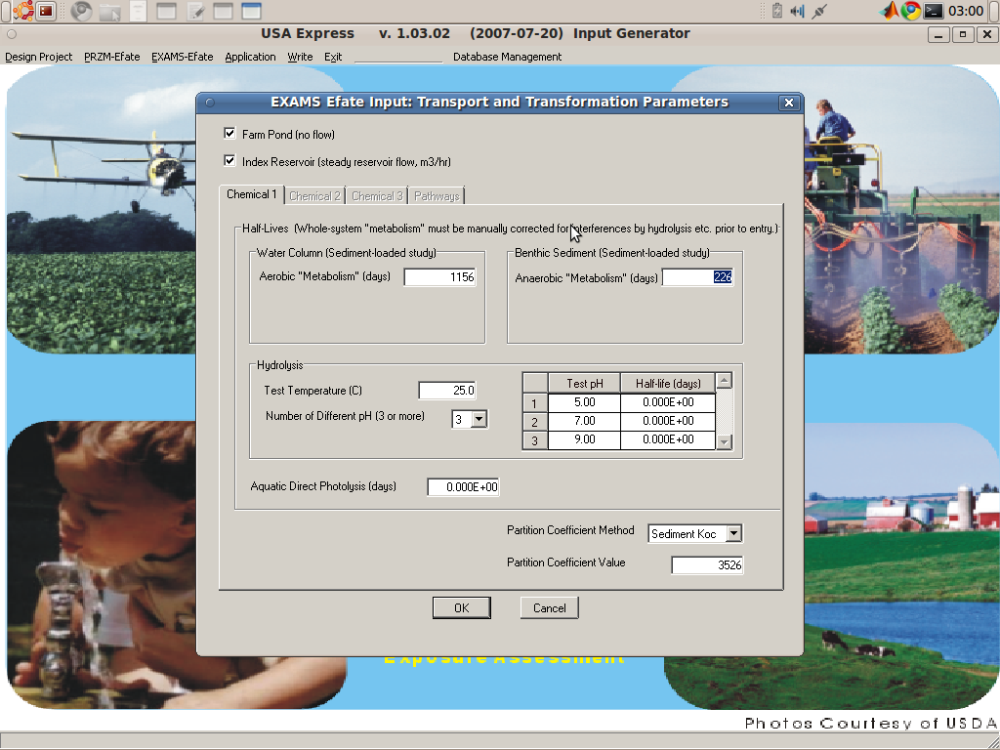 03:00
USA Express v. 1.03.02 (2007-07-20) Input Generator
Design Project PRZM-Efate EXAMS-Efate Application Write Exit Database Management
EXAMS Efate Input: Transport and Transformation Parameters
Farm Pond (no flow)
Index Reservoir (steady reservoir flow, m3/hr)
Chemical 1 Chemical 2 Chemical 3 Pathways
Half-Lives (Whole-system "metabolism" must be manually corrected for interferences by hydrolysis etc. prior to entry.)
Water Column (Sediment-loaded study)
Aerobic "Metabolism" (days) 1156
Benthic Sediment (Sediment-loaded study)
Anaerobic "Metabolism" (days) 226
Hydrolysis
Test Temperature (C) 25.0
Number of Different pH (3 or more) 3
Test pH Half-life (days)
1 5.00 0.000E+00
2 7.00 0.000E+00
3 9.00 0.000E+00
Aquatic Direct Photolysis (days) 0.000E+00
Partition Coefficient Method Sediment Koc
Partition Coefficient Value 3526
OK Cancel
Exposure Assessment
Photos Courtesy of USDA